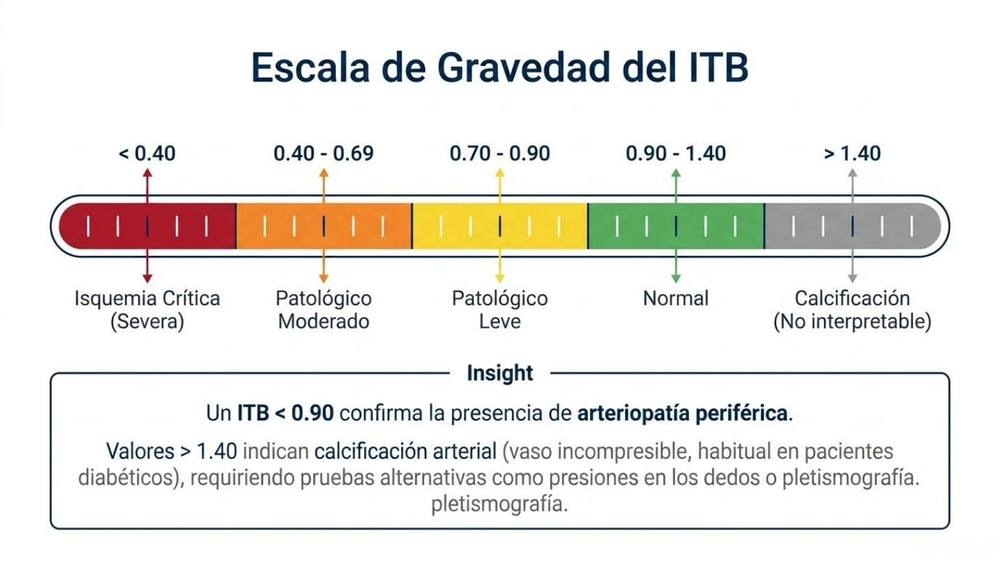 Escala de Gravedad del ITB
< 0.40
0.40 - 0.69
0.70 - 0.90
0.90 - 1.40
> 1.40
Isquemia Crítica
(Severa)
Patológico
Moderado
Patológico
Leve
Normal
Calcificación
(No interpretable)
Insight
Un ITB < 0.90 confirma la presencia de arteriopatía periférica.
Valores > 1.40 indican calcificación arterial (vaso incompresible, habitual en pacientes
diabéticos), requiriendo pruebas alternativas como presiones en los dedos o pletismografía.
pletismografía.